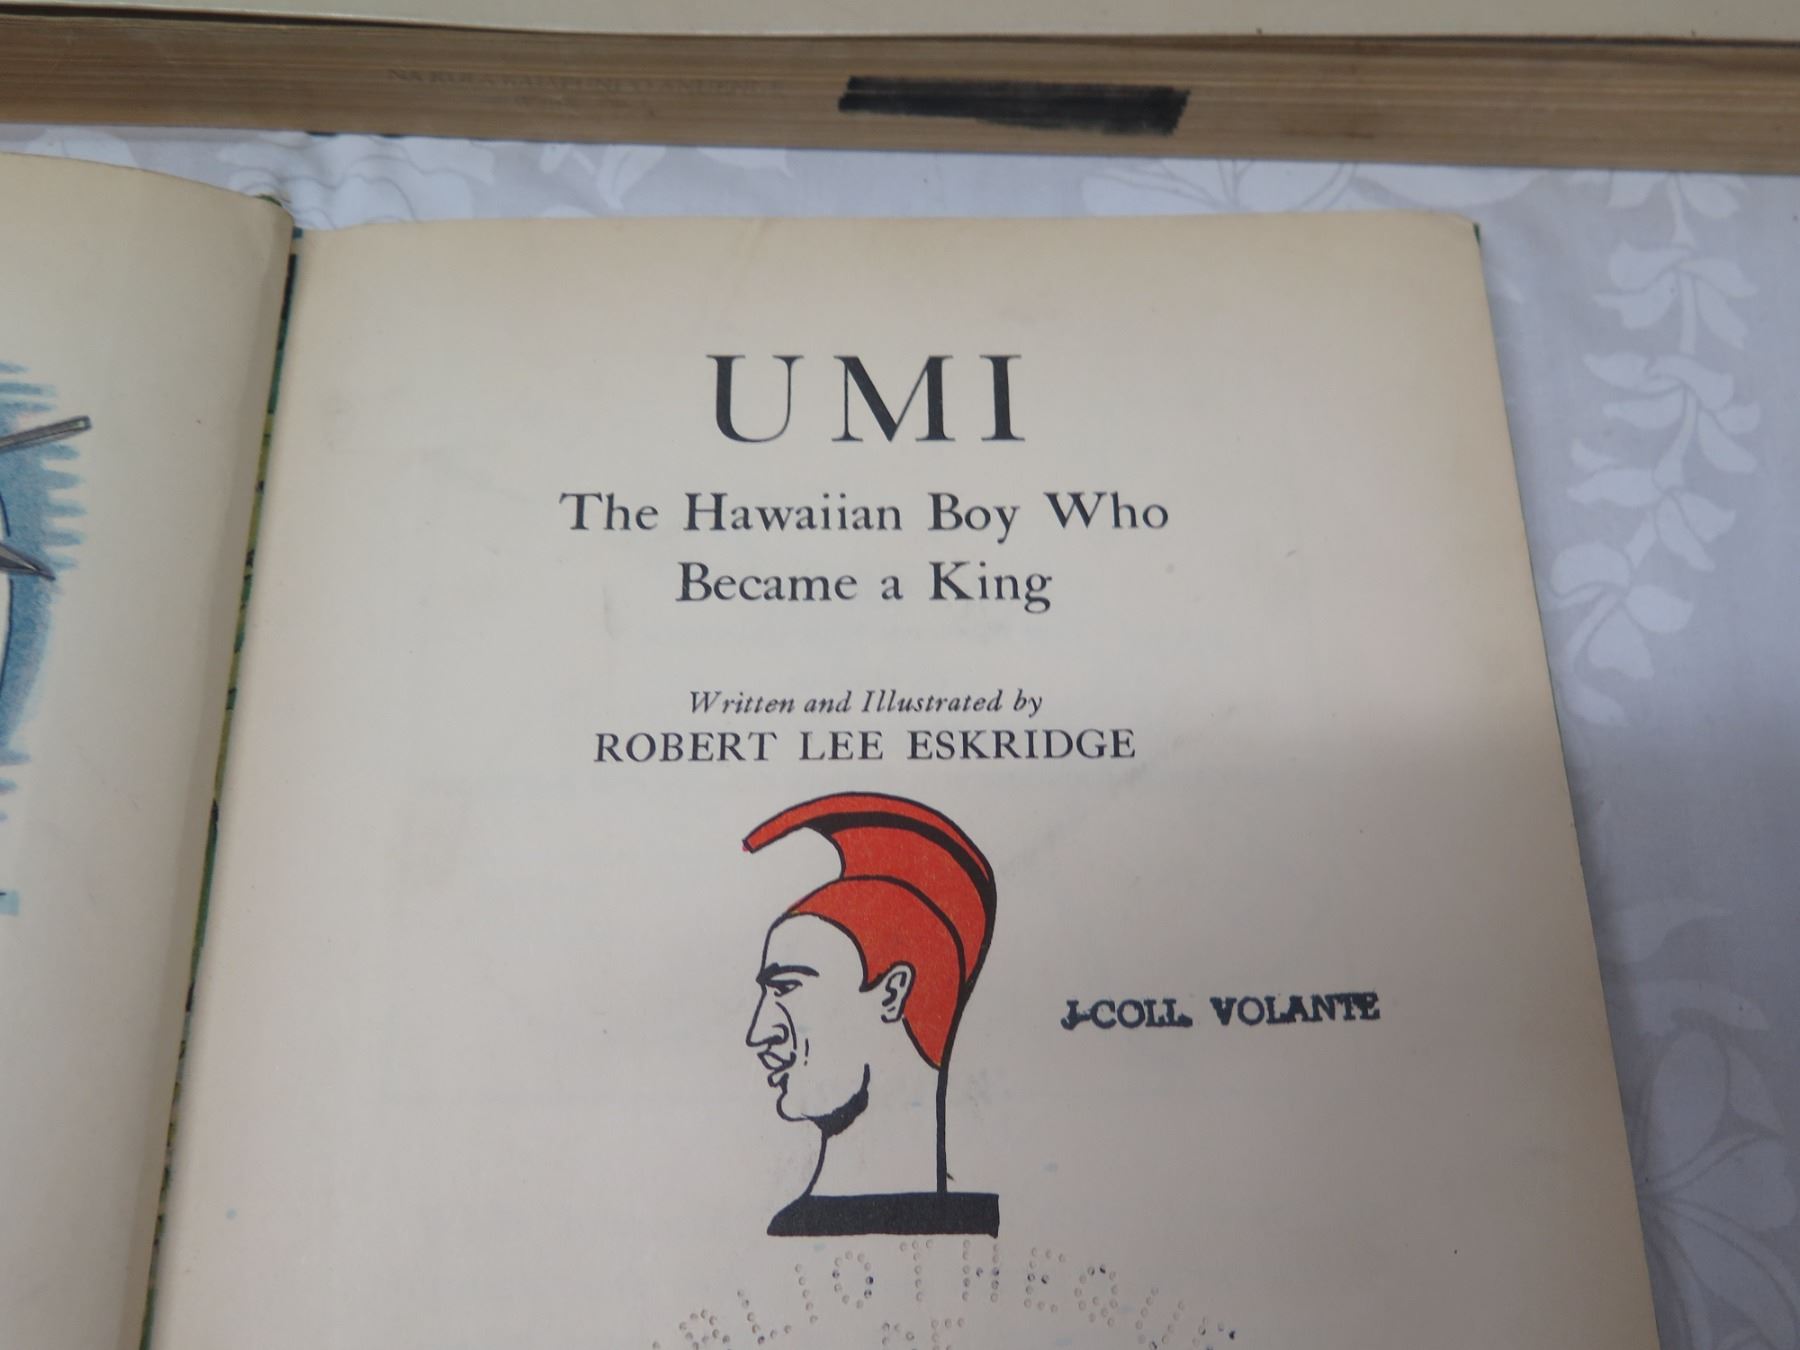 UMI
The Hawaiian Boy Who
Became a King
Written and Illustrated by
ROBERT LEE ESKRIDGE
J-COLL. VOLANTE